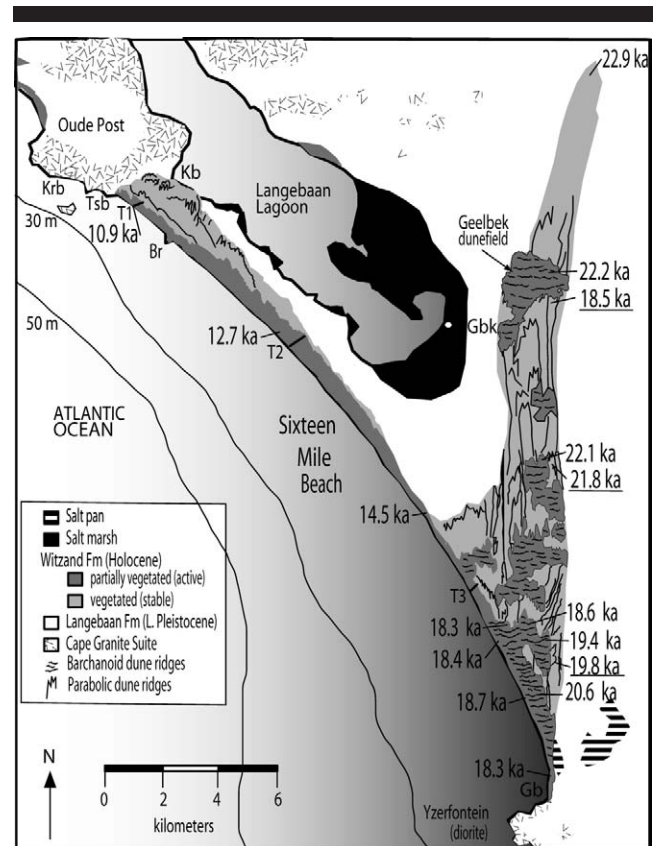 22.9 ka
Oude Post
Kb
Langebaan
Lagoon
Krb
Tsb
T1
30 m
10.9 ka
Br
Geelbek
dunefield
22.2 ka
18.5 ka
Gbk
50 m
12.7 ka
T2
ATLANTIC
OCEAN
Sixteen
Mile
Beach
22.1 ka
21.8 ka
14.5 ka
Salt pan
Salt marsh
Witzand Fm (Holocene)
partially vegetated (active)
vegetated (stable)
Langebaan Fm (L. Pleistocene)
Cape Granite Suite
Barchanoid dune ridges
Parabolic dune ridges
T3
18.3 ka
18.6 ka
18.4 ka
19.4 ka
19.8 ka
18.7 ka
20.6 ka
N
18.3 ka
Gb
0 2 4 6
kilometers
Yzerfontein
(diorite)